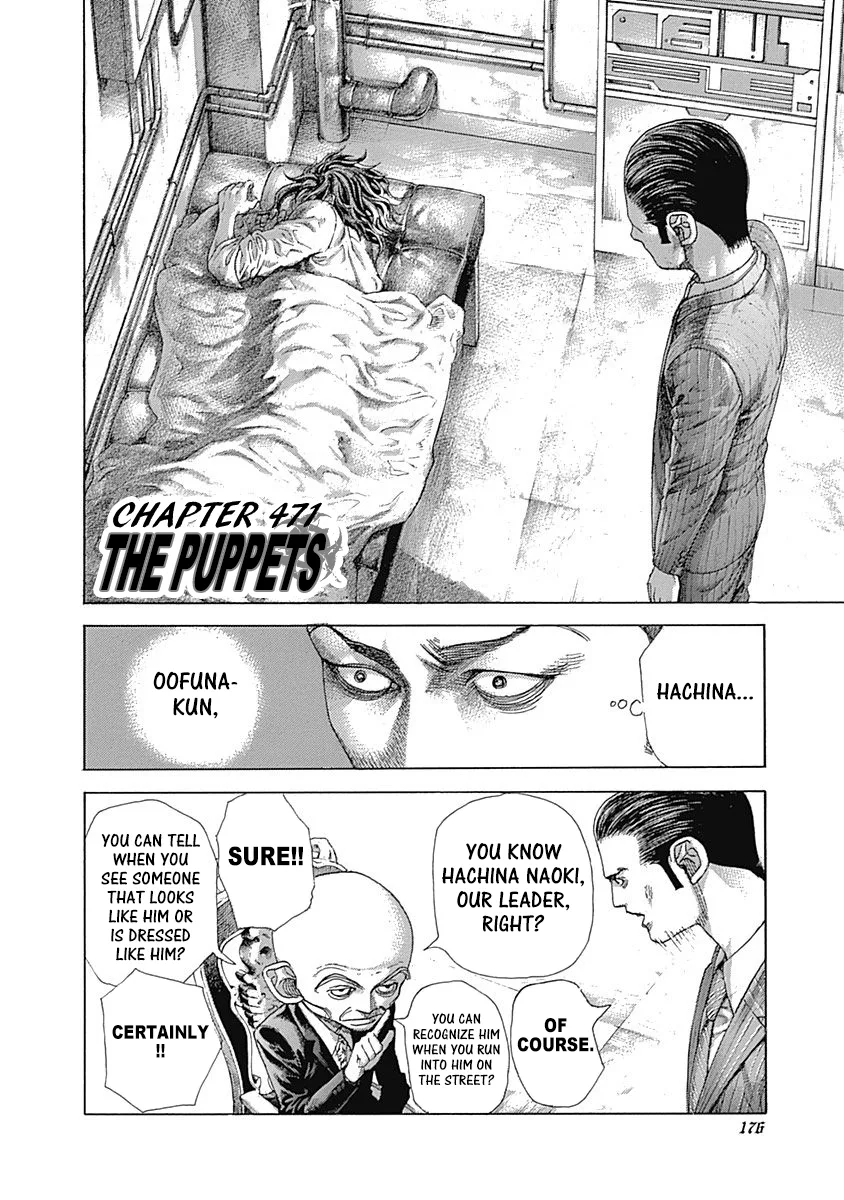 CHAPTER 471
THE PUPPETS
HACHINA...
OOFUNA-
KUN,
YOU KNOW
HACHINA NAOKI,
OUR LEADER,
RIGHT?
OF
COURSE.
YOU CAN
RECOGNIZE HIM
WHEN YOU RUN
INTO HIM ON
THE STREET?
SURE!!
YOU CAN TELL
WHEN YOU
SEE SOMEONE
THAT LOOKS
LIKE HIM OR
IS DRESSED
LIKE HIM?
CERTAINLY
!!
176